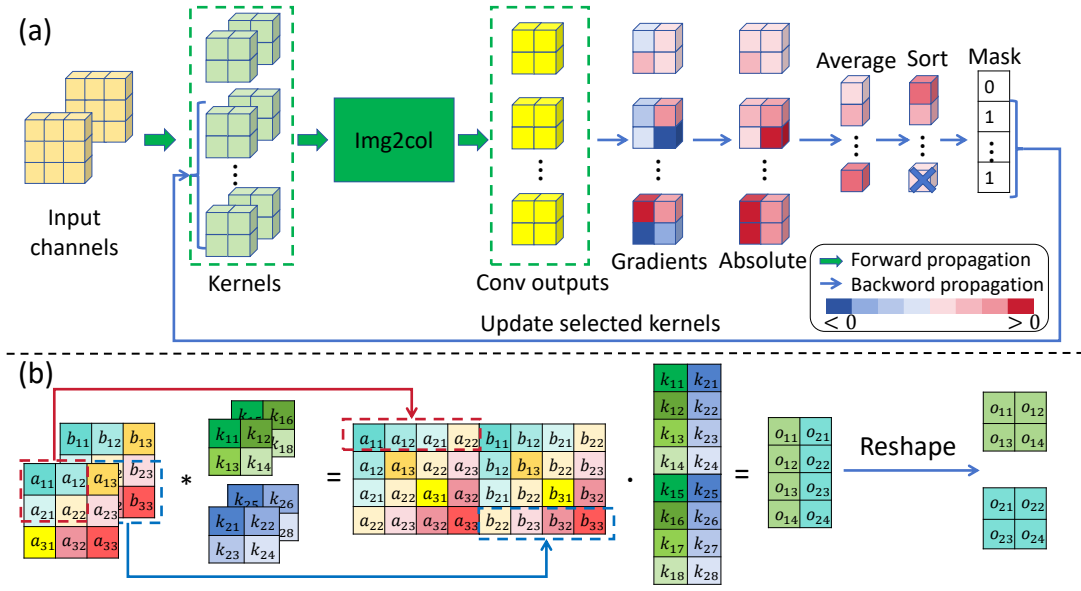 (a)
Input
channels
Kernels
Img2col
Conv outputs
Gradients
Absolute
Average
Sort
Mask
0
1
1
Forward propagation
Backword propagation
< 0
> 0
Update selected kernels
(b)
b11 b12 b13
a11 a12 a13 b23
a21 a22 a23 b33
a31 a32 a33
*
k16
k11 k12 k18
k13 k14
k25 k26
k21 k22 k28
k23 k24
=
a11 a12 a21 a22 b11 b12 b21 b22
a12 a13 a22 a23 b12 b13 b22 b23
a21 a22 a31 a32 b21 b22 b31 b32
a22 a23 a32 a33 b22 b23 b32 b33
·
k11 k21
k12 k22
k13 k23
k14 k24
k15 k25
k16 k26
k17 k27
k18 k28
=
o11 o21
o12 o22
o13 o23
o14 o24
Reshape
o11 o12
o13 o14
o21 o22
o23 o24